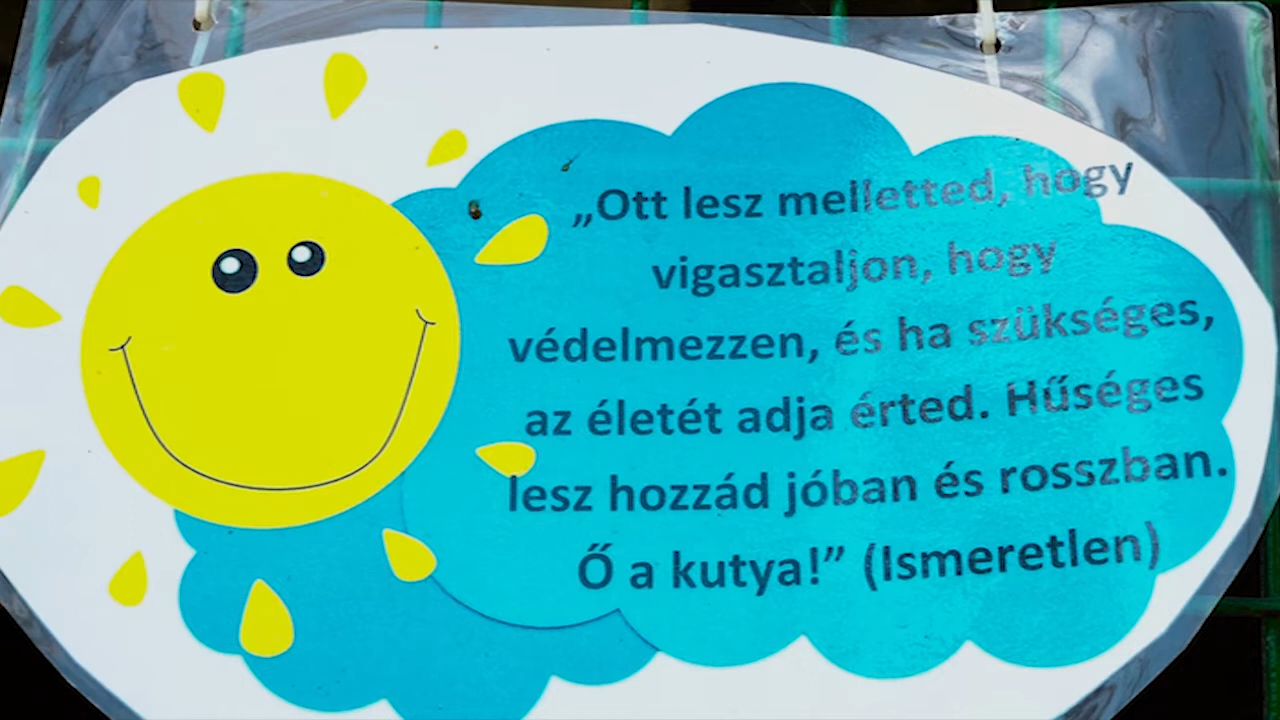 „Ott lesz melletted, hogy
vigasztaljon, hogy
védelmezzen, és ha szükséges,
az életét adja érted. Hűséges
lesz hozzád jóban és rosszban.
Ő a kutya!” (Ismeretlen)